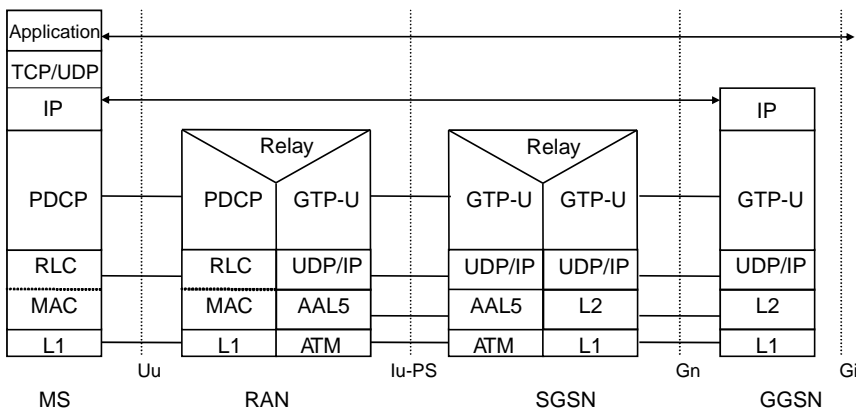 Application
TCP/UDP
IP
IP
Relay
Relay
PDCP
PDCP
GTP-U
GTP-U
GTP-U
GTP-U
RLC
RLC
UDP/IP
UDP/IP
UDP/IP
UDP/IP
MAC
MAC
AAL5
AAL5
L2
L2
L1
L1
ATM
ATM
L1
L1
Uu
Iu-PS
Gn
Gi
MS
RAN
SGSN
GGSN